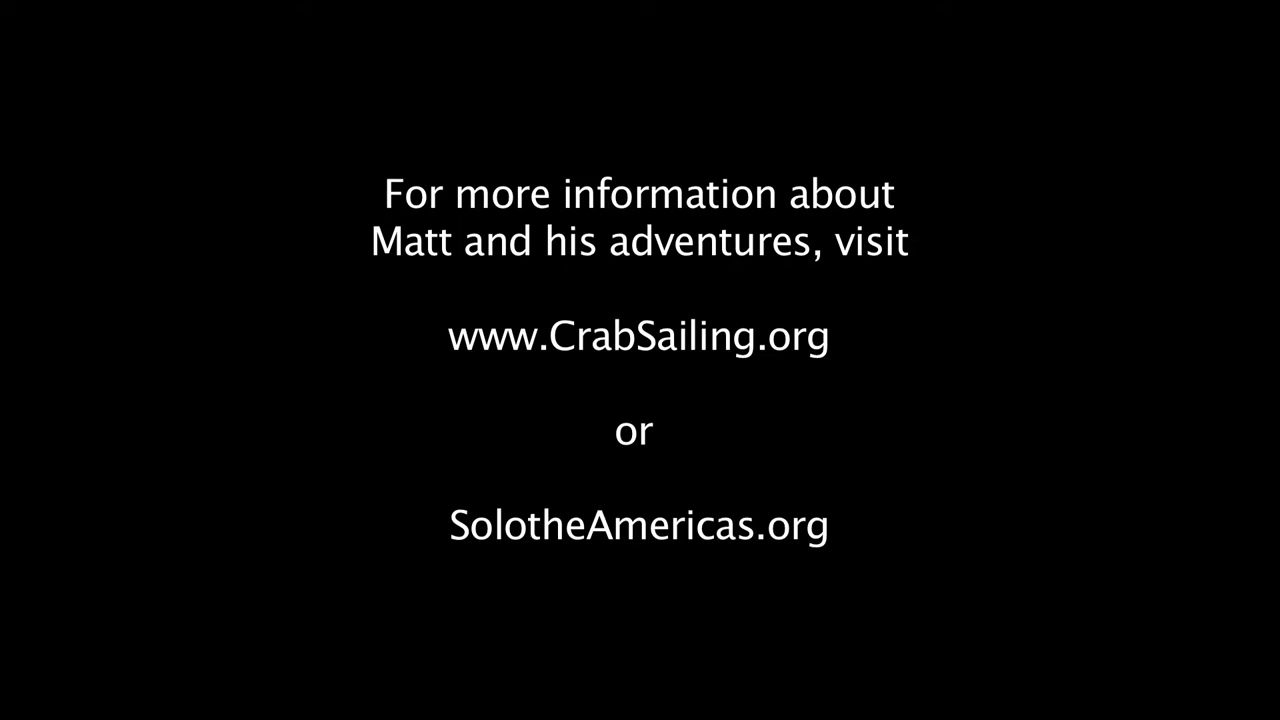 For more information about
Matt and his adventures, visit
www.CrabSailing.org
or
SolotheAmericas.org